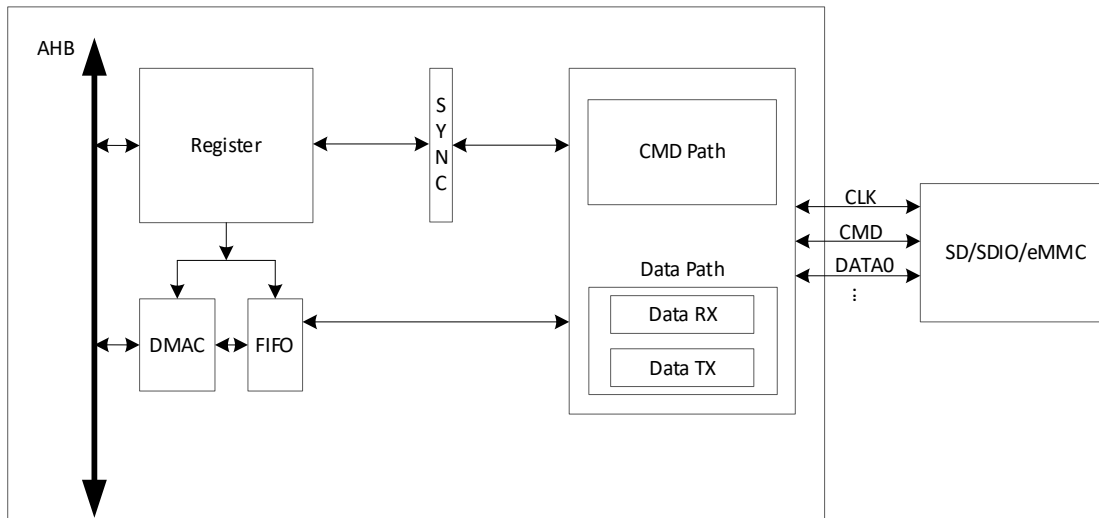 AHB
Register
S
Y
N
C
CMD Path
CLK
CMD
DATA0
⋮
SD/SDIO/eMMC
Data Path
Data RX
Data TX
DMAC
FIFO